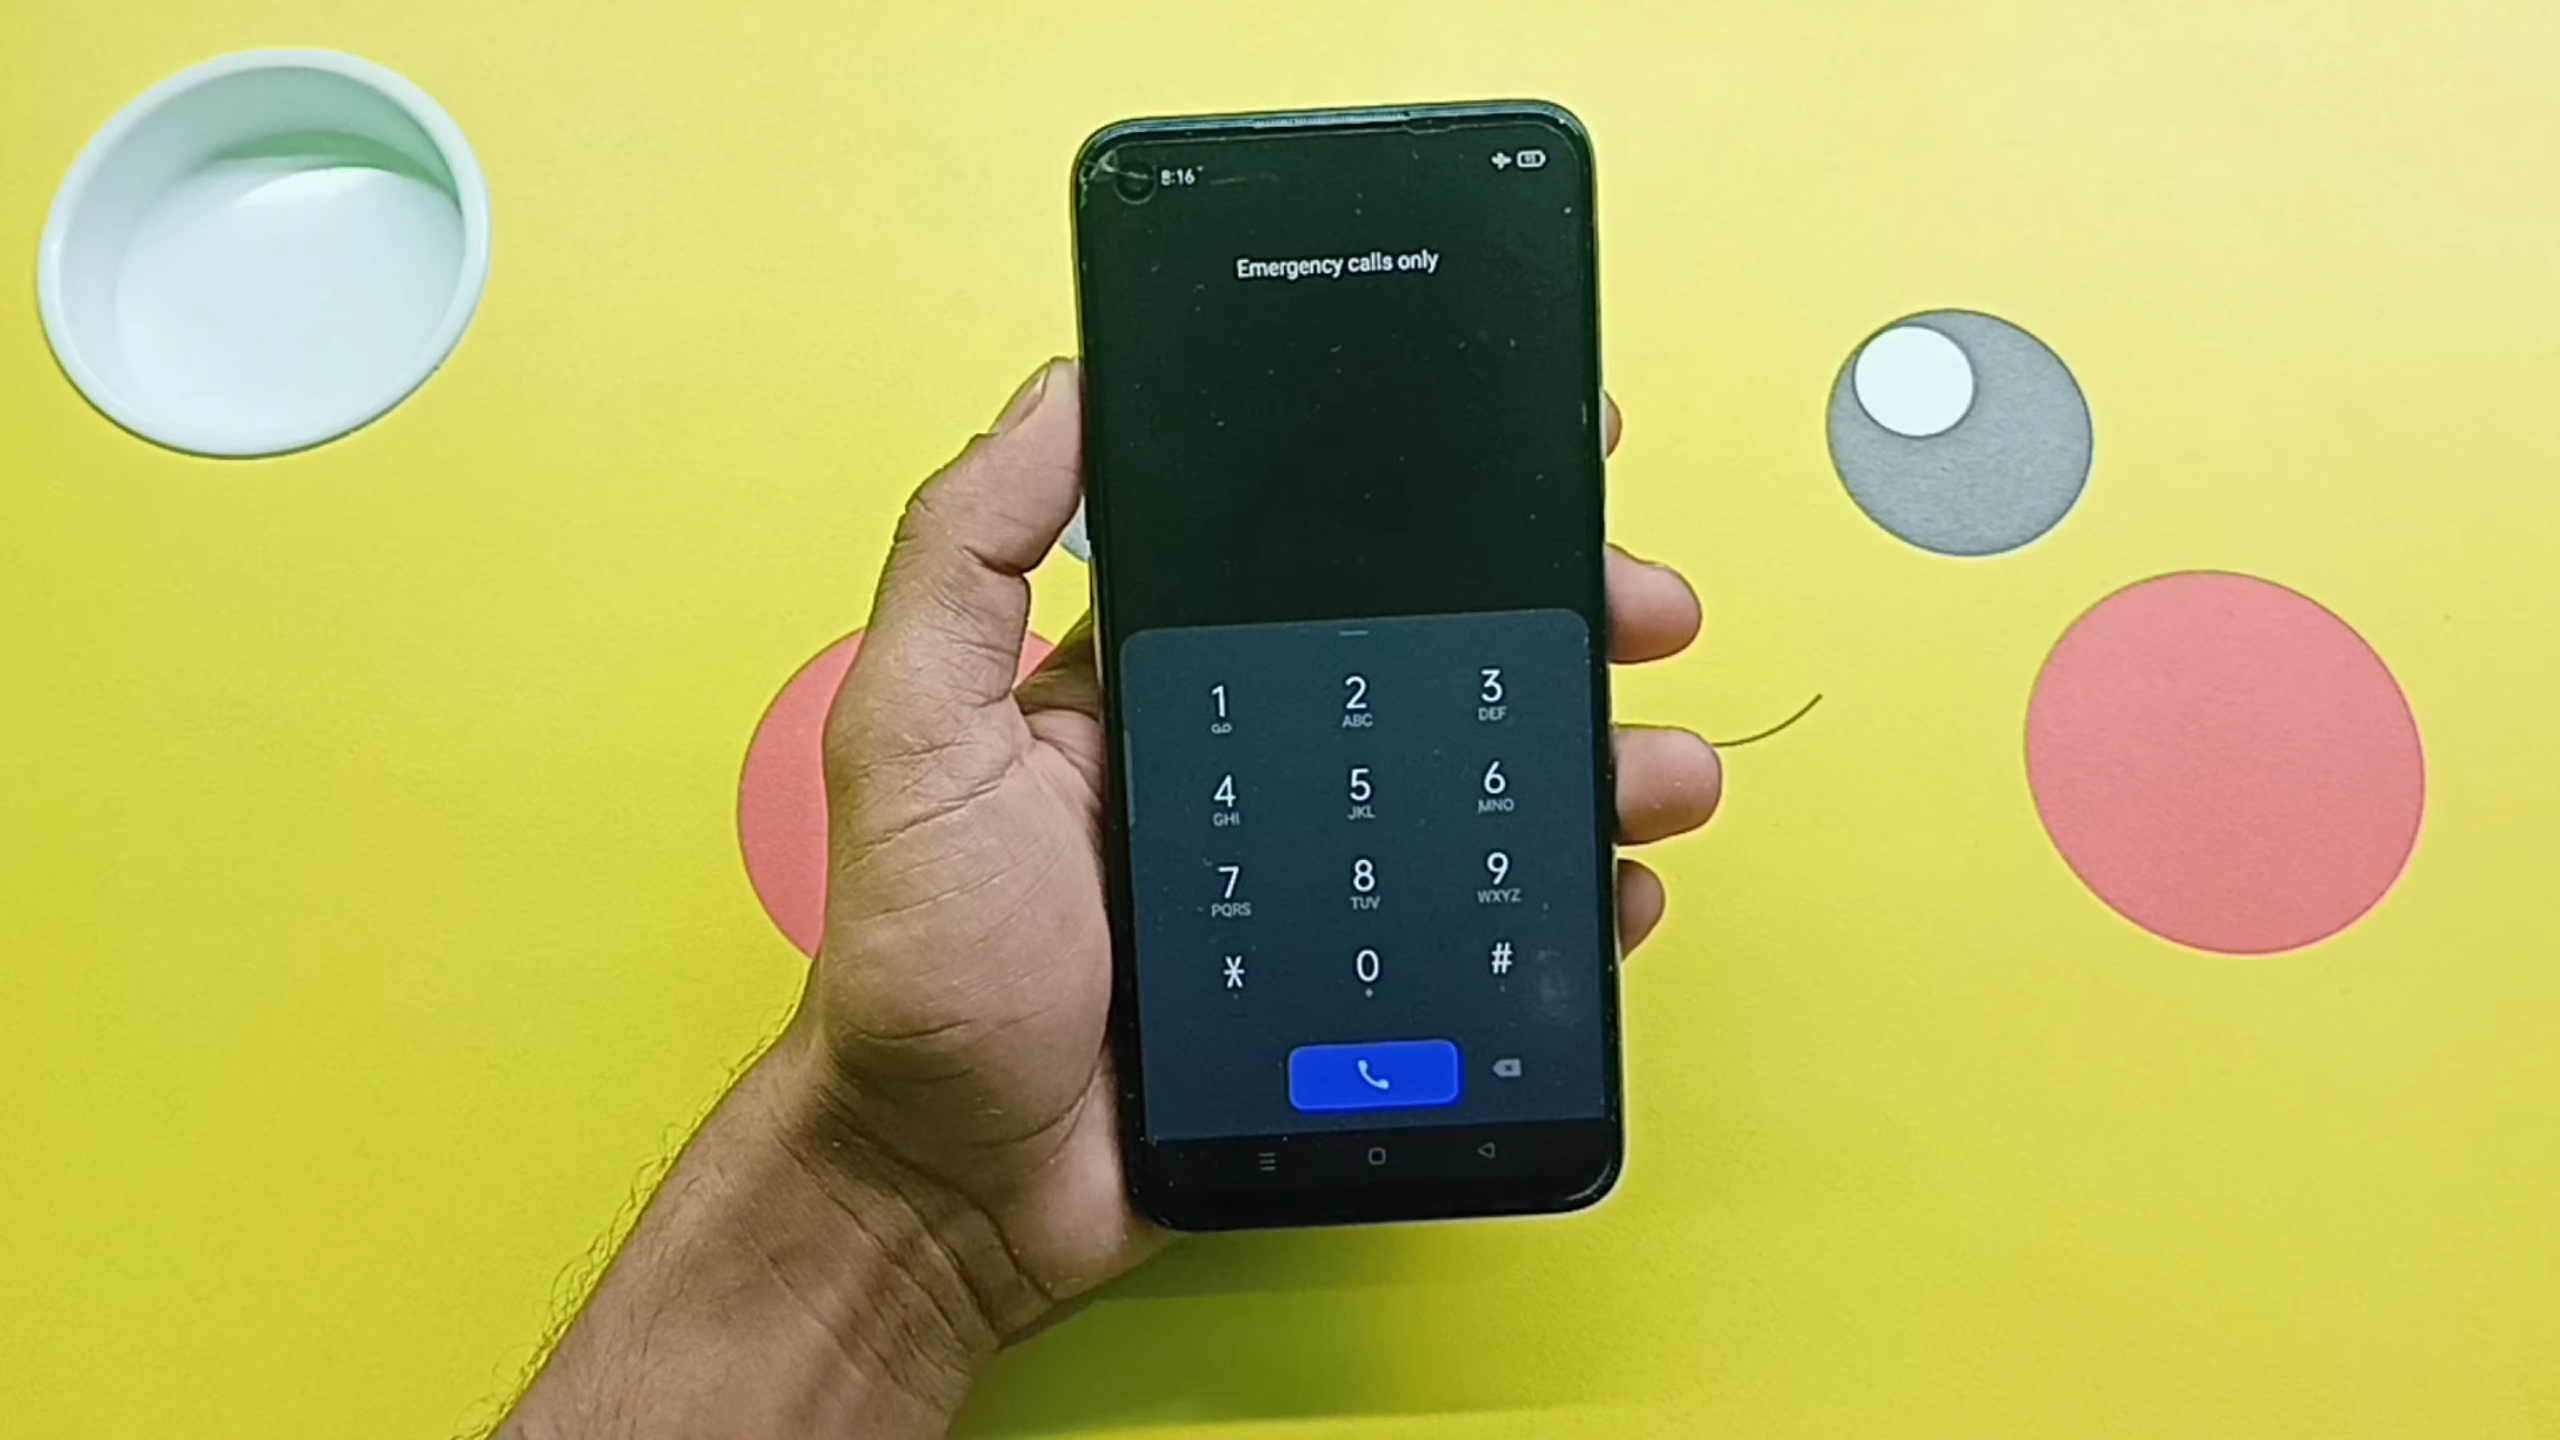 8:16
Emergency calls only
1 2 3
ABC DEF
4 5 6
GHI JKL MNO
7 8 9
PQRS TUV WXYZ
* 0 #
+